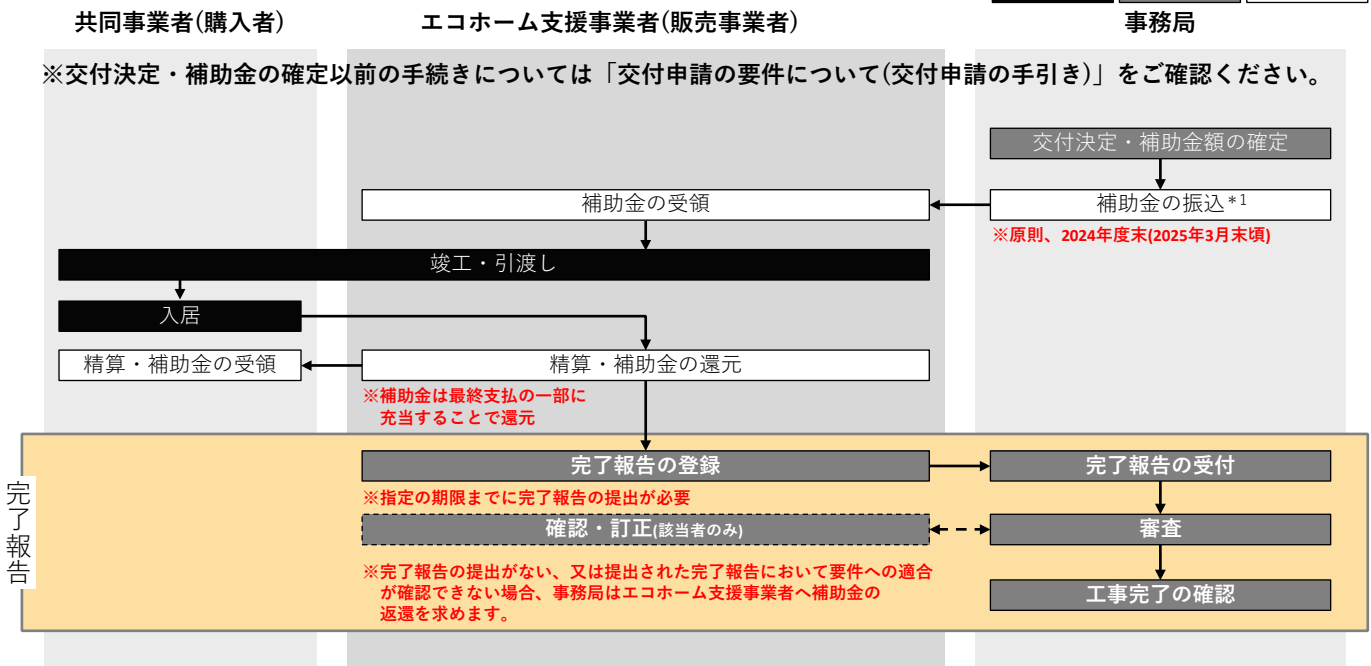 共同事業者(購入者)
エコホーム支援事業者(販売事業者)
事務局
※交付決定・補助金の確定以前の手続きについては「交付申請の要件について(交付申請の手引き)」をご確認ください。
交付決定・補助金額の確定
補助金の受領
補助金の振込*1
※原則、2024年度末(2025年3月末頃)
竣工・引渡し
入居
精算・補助金の受領
精算・補助金の還元
※補助金は最終支払の一部に
充当することで還元
完了報告
完了報告の登録
完了報告の受付
※指定の期限までに完了報告の提出が必要
確認・訂正(該当者のみ)
審査
※完了報告の提出がない、又は提出された完了報告において要件への適合
が確認できない場合、事務局はエコホーム支援事業者へ補助金の
返還を求めます。
工事完了の確認